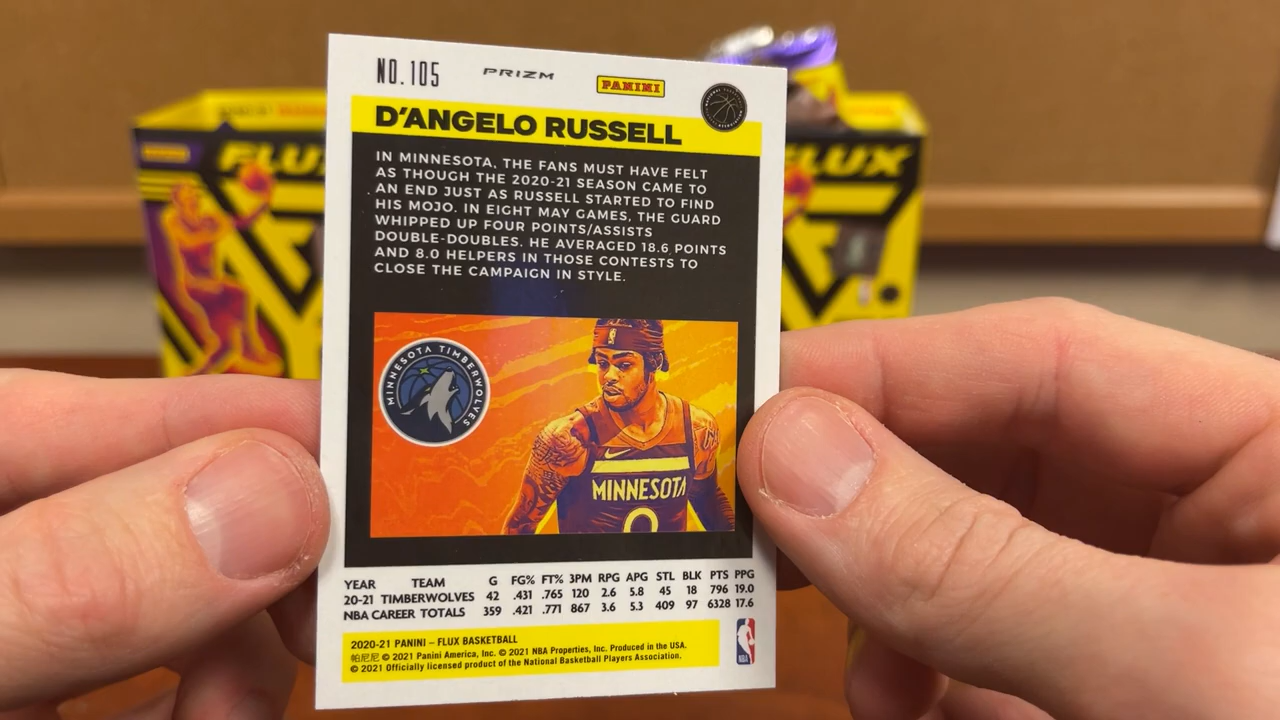 NO.105
PRIZM
PANINI
D'ANGELO RUSSELL
IN MINNESOTA, THE FANS MUST HAVE FELT
AS THOUGH THE 2020-21 SEASON CAME TO
AN END JUST AS RUSSELL STARTED TO FIND
HIS MOJO. IN EIGHT MAY GAMES, THE GUARD
WHIPPED UP FOUR POINTS/ASSISTS
DOUBLE-DOUBLES. HE AVERAGED 18.6 POINTS
AND 8.0 HELPERS IN THOSE CONTESTS TO
CLOSE THE CAMPAIGN IN STYLE.
MINNESOTA TIMBERWOLVES
MINNESOTA
0
YEAR TEAM G FG% FT% 3PM RPG APG STL BLK PTS PPG
20-21 TIMBERWOLVES 42 .431 .765 120 2.6 5.8 45 18 796 19.0
NBA CAREER TOTALS 359 .421 .771 867 3.6 5.3 409 97 6328 17.6
2020-21 PANINI – FLUX BASKETBALL
帕尼尼 © 2021 Panini America, Inc. © 2021 NBA Properties, Inc. Produced in the USA.
© 2021 Officially licensed product of the National Basketball Players Association.
NBA
FLUX
FLUX